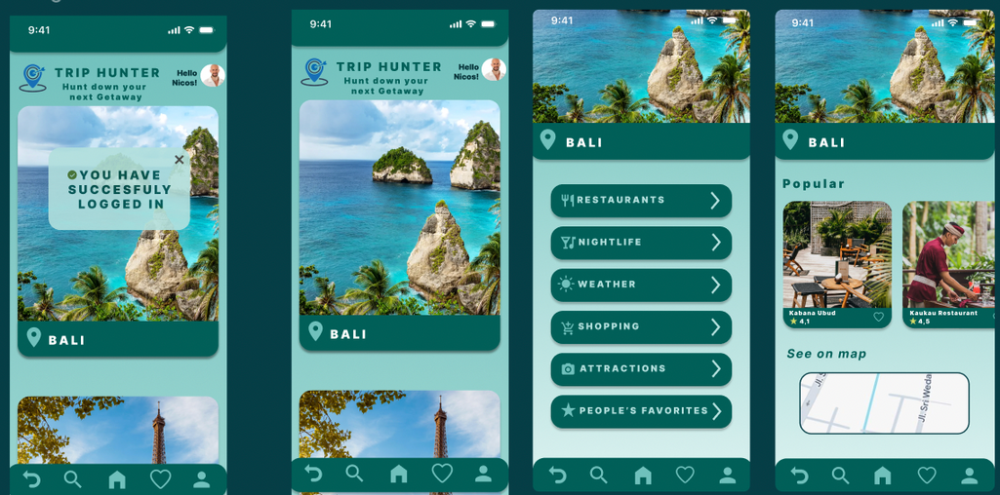 9:41
TRIP HUNTER
Hunt down your
next Getaway
Hello
Nicos!
YOU HAVE
SUCCESFULY
LOGGED IN
BALI
9:41
TRIP HUNTER
Hunt down your
next Getaway
Hello
Nicos!
BALI
9:41
BALI
RESTAURANTS
NIGHTLIFE
WEATHER
SHOPPING
ATTRACTIONS
PEOPLE'S FAVORITES
9:41
BALI
Popular
Kabana Ubud
4,1
Kaukau Restaurant
4,5
See on map
Jl. S
Jl. Sri Weda